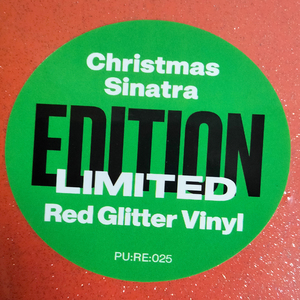 Christmas
Sinatra
EDITION
LIMITED
Red Glitter Vinyl
PU:RE:025